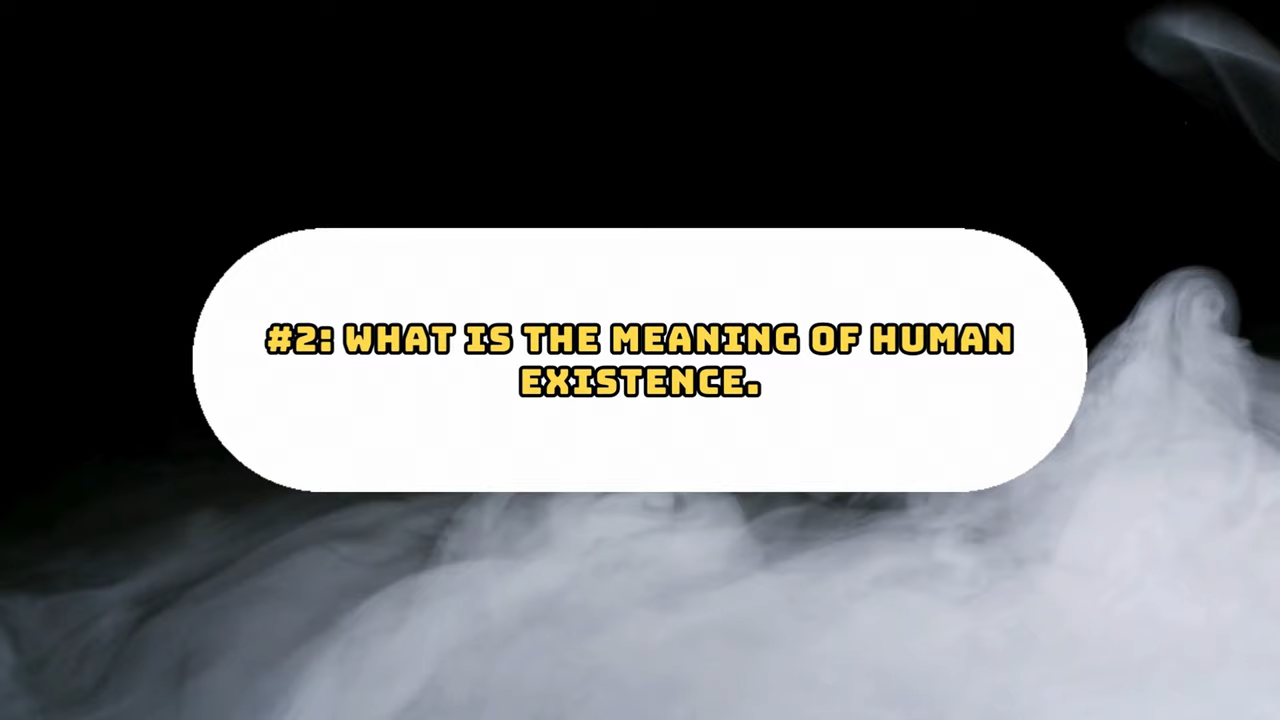 #2: WHAT IS THE MEANING OF HUMAN
EXISTENCE.